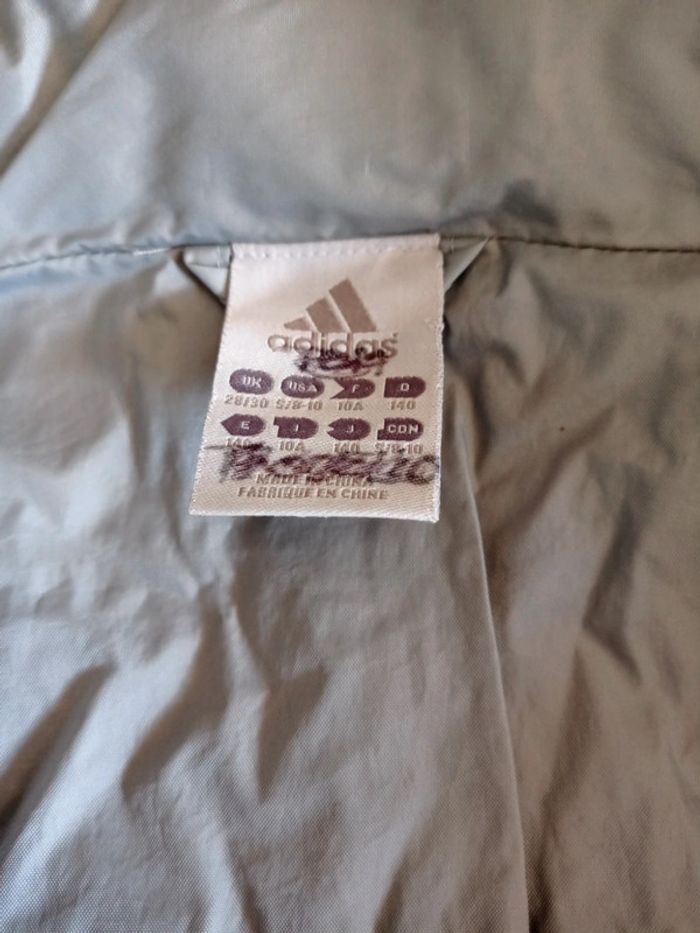 adidas
UK USA F D
28/30 S/8-10 10A 140
E I J CDN
140 10A 140 S/8-10
MADE IN CHINA
FABRIQUE EN CHINE